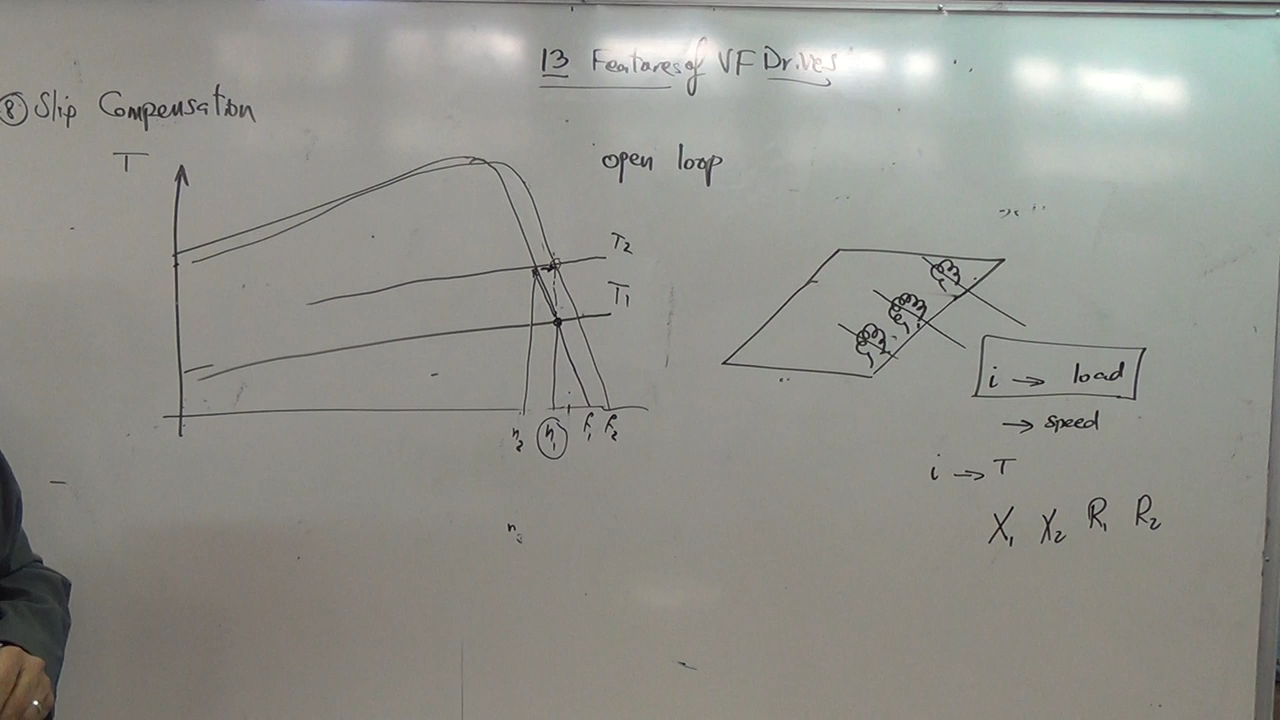 13 Features of VF Drives
⑧ Slip Compensation
T
open loop
T₂
T₁
n₂ n₁ f₁ f₂
i → load
→ speed
i → T
X₁ X₂ R₁ R₂